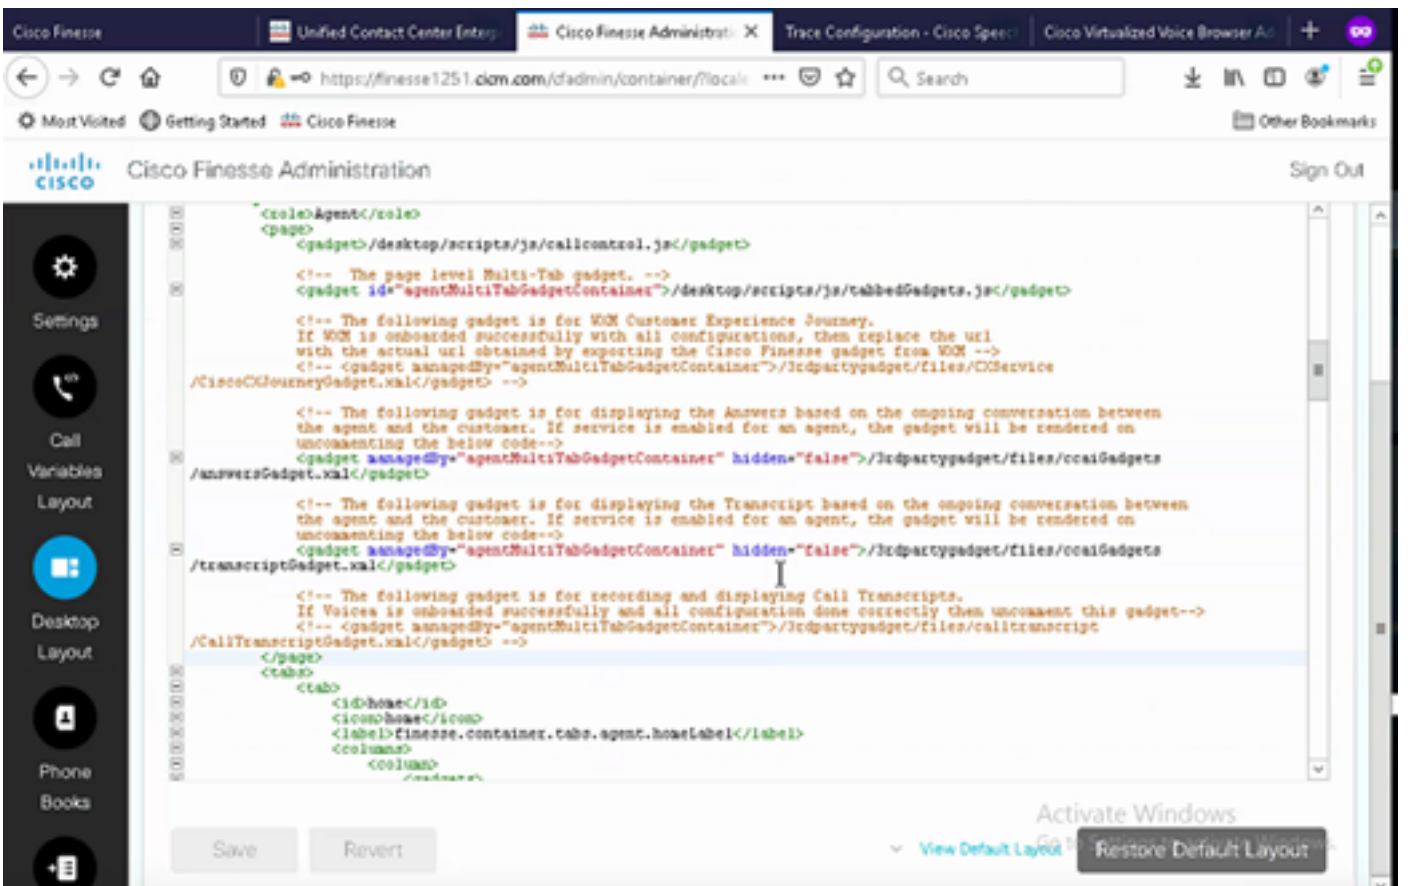 Cisco Finesse
Unified Contact Center Enterp
Cisco Finesse Administrati
Trace Configuration - Cisco Speec
Cisco Virtualized Voice Browser Ad
https://finesse1251.cicm.com/cfadmin/container/?locale
Search
Most Visited
Getting Started
Cisco Finesse
Other Bookmarks
CISCO
Cisco Finesse Administration
Sign Out
Settings
Call
Variables
Layout
Desktop
Layout
Phone
Books
<role>Agent</role>
<page>
<gadget>/desktop/scripts/js/callcontrol.js</gadget>
<!-- The page level Multi-Tab gadget. -->
<gadget id="agentMultiTabGadgetContainer">/desktop/scripts/js/tabbedGadgets.js</gadget>
<!-- The following gadget is for WXM Customer Experience Journey.
If WXM is onboarded successfully with all configurations, then replace the url
with the actual url obtained by exporting the Cisco Finesse gadget from WXM -->
<!-- <gadget managedBy="agentMultiTabGadgetContainer">/3rdpartygadget/files/CXService
/CiscoCXJourneyGadget.xml</gadget> -->
<!-- The following gadget is for displaying the Answers based on the ongoing conversation between
the agent and the customer. If service is enabled for an agent, the gadget will be rendered on
uncommenting the below code-->
<gadget managedBy="agentMultiTabGadgetContainer" hidden="false">/3rdpartygadget/files/ccaiGadgets
/answersGadget.xml</gadget>
<!-- The following gadget is for displaying the Transcript based on the ongoing conversation between
the agent and the customer. If service is enabled for an agent, the gadget will be rendered on
uncommenting the below code-->
<gadget managedBy="agentMultiTabGadgetContainer" hidden="false">/3rdpartygadget/files/ccaiGadgets
/transcriptGadget.xml</gadget>
<!-- The following gadget is for recording and displaying Call Transcripts.
If Voicea is onboarded successfully and all configuration done correctly then uncomment this gadget-->
<!-- <gadget managedBy="agentMultiTabGadgetContainer">/3rdpartygadget/files/calltranscript
/CallTranscriptGadget.xml</gadget> -->
</page>
<tabs>
<tab>
<id>home</id>
<icon>home</icon>
<label>finesse.container.tabs.agent.homeLabel</label>
<columns>
<column>
<gadgets>
Save
Revert
View Default Layout
Restore Default Layout
Activate Windows